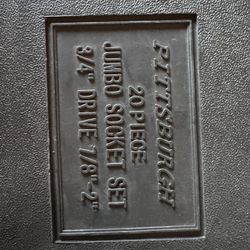 PITTSBURGH
20 PIECE
JUMBO SOCKET SET
3/4" DRIVE 7/8"-2"